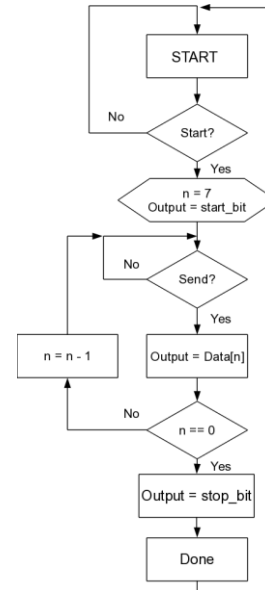 START
No
Start?
Yes
n = 7
Output = start_bit
No
Send?
Yes
n = n - 1
Output = Data[n]
No
n == 0
Yes
Output = stop_bit
Done